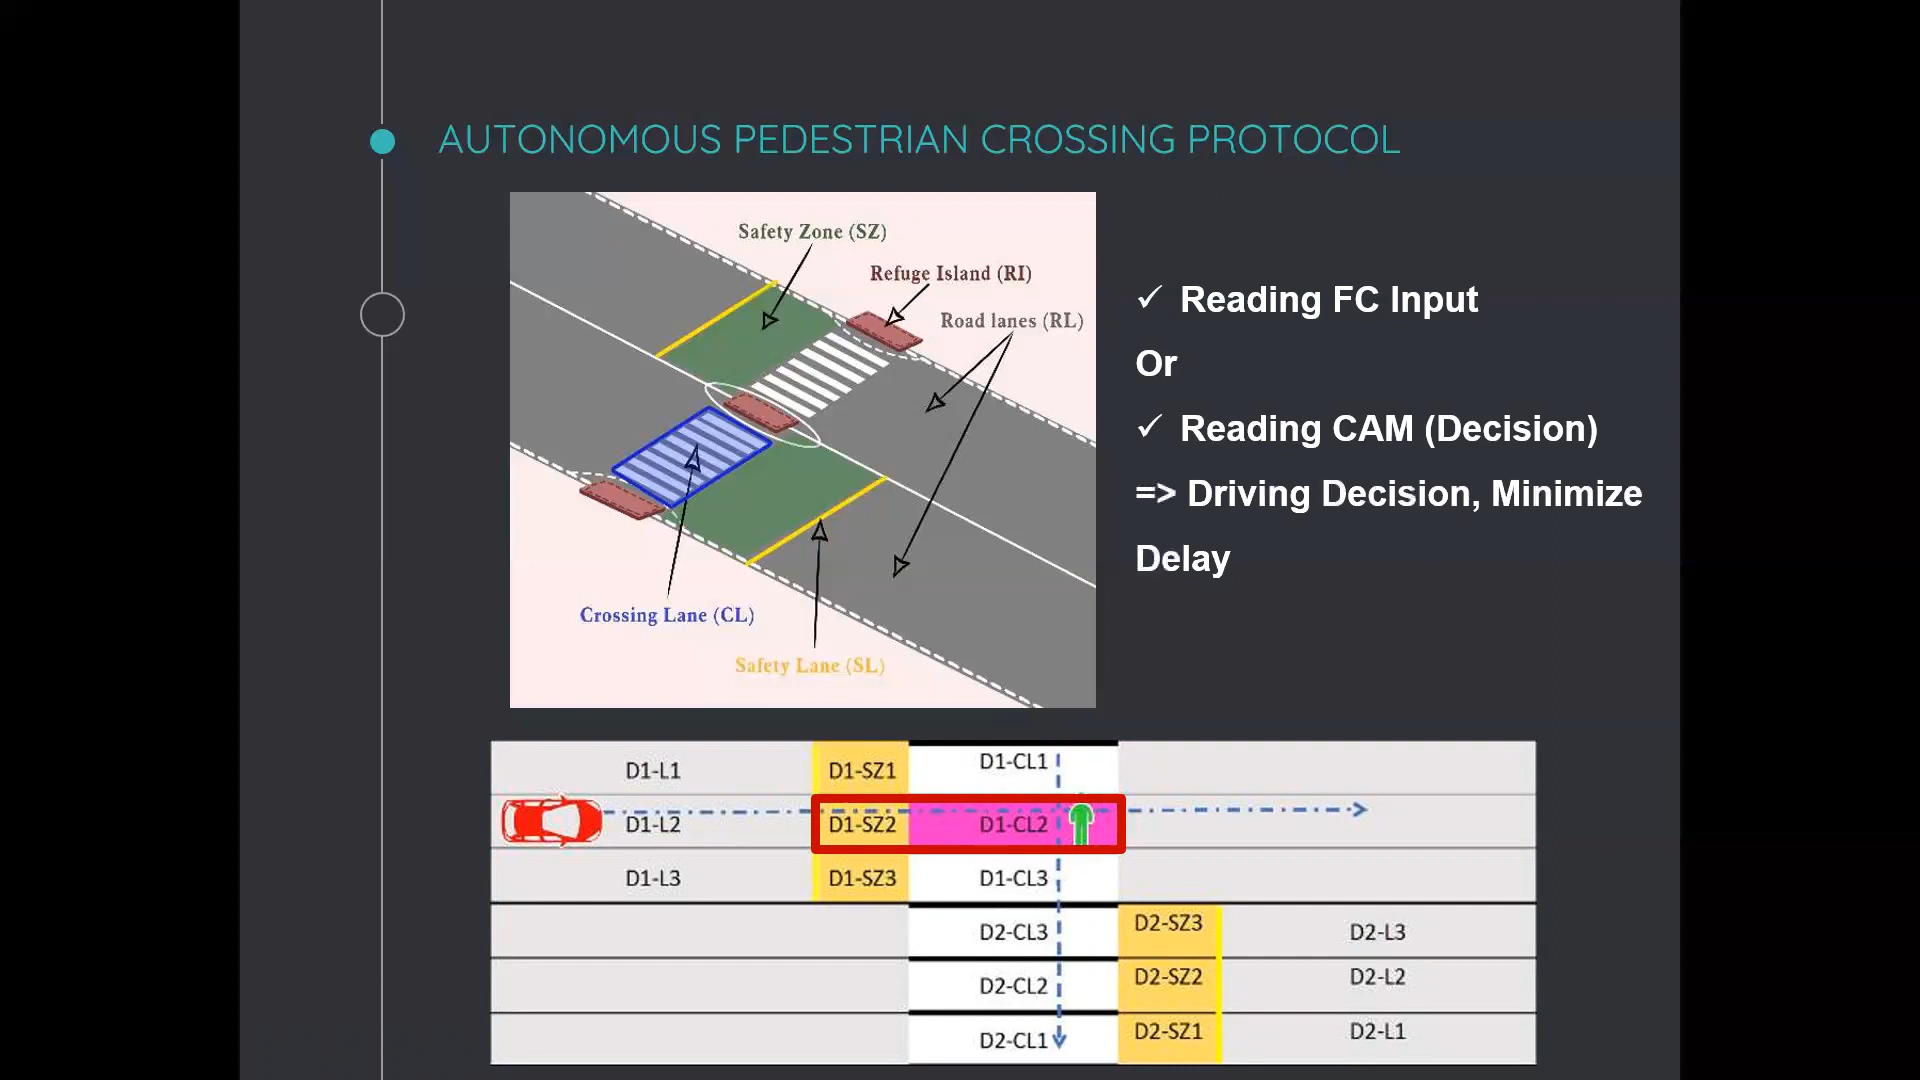 AUTONOMOUS PEDESTRIAN CROSSING PROTOCOL
Safety Zone (SZ)
Refuge Island (RI)
Road lanes (RL)
Crossing Lane (CL)
Safety Lane (SL)
✓ Reading FC Input
Or
✓ Reading CAM (Decision)
=> Driving Decision, Minimize
Delay
D1-L1 D1-SZ1 D1-CL1
D1-L2 D1-SZ2 D1-CL2
D1-L3 D1-SZ3 D1-CL3
D2-CL3 D2-SZ3 D2-L3
D2-CL2 D2-SZ2 D2-L2
D2-CL1 D2-SZ1 D2-L1